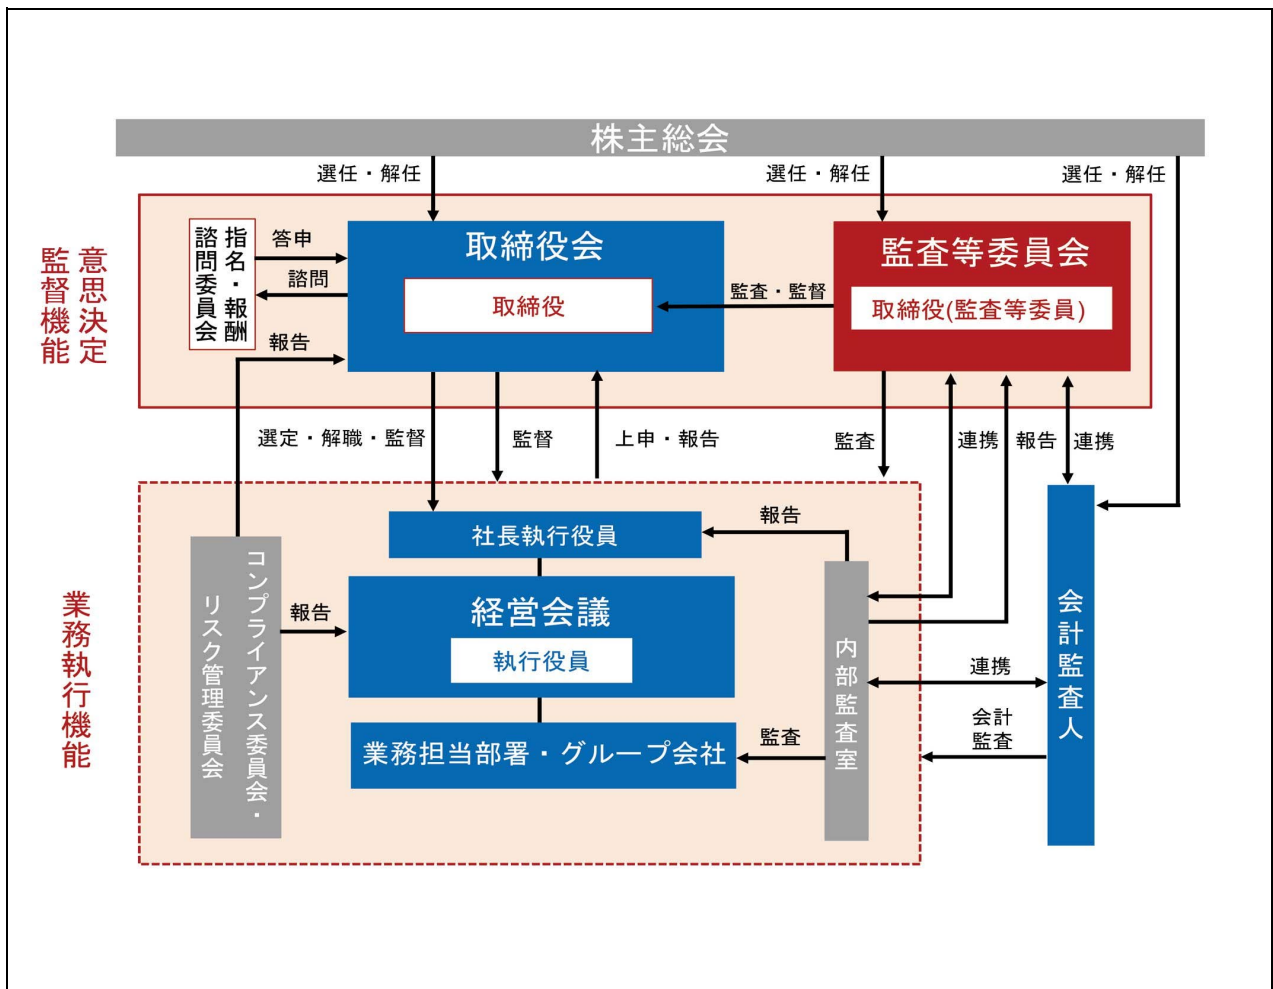 株主総会
選任・解任
選任・解任
選任・解任
意思決定
監督機能
指名・報酬
諮問委員会
答申
諮問
報告
取締役会
取締役
監査・監督
監査等委員会
取締役(監査等委員)
選定・解職・監督
監督
上申・報告
監査
連携
報告
連携
業務執行機能
コンプライアンス委員会・
リスク管理委員会
報告
社長執行役員
報告
経営会議
執行役員
業務担当部署・グループ会社
監査
内部監査室
連携
会計
監査
会計監査人